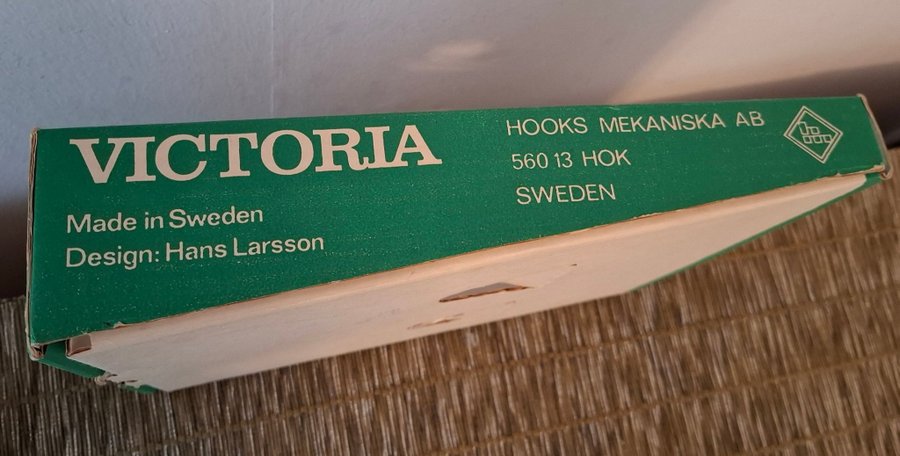 VICTORIA
Made in Sweden
Design: Hans Larsson
HOOKS MEKANISKA AB
560 13 HOK
SWEDEN